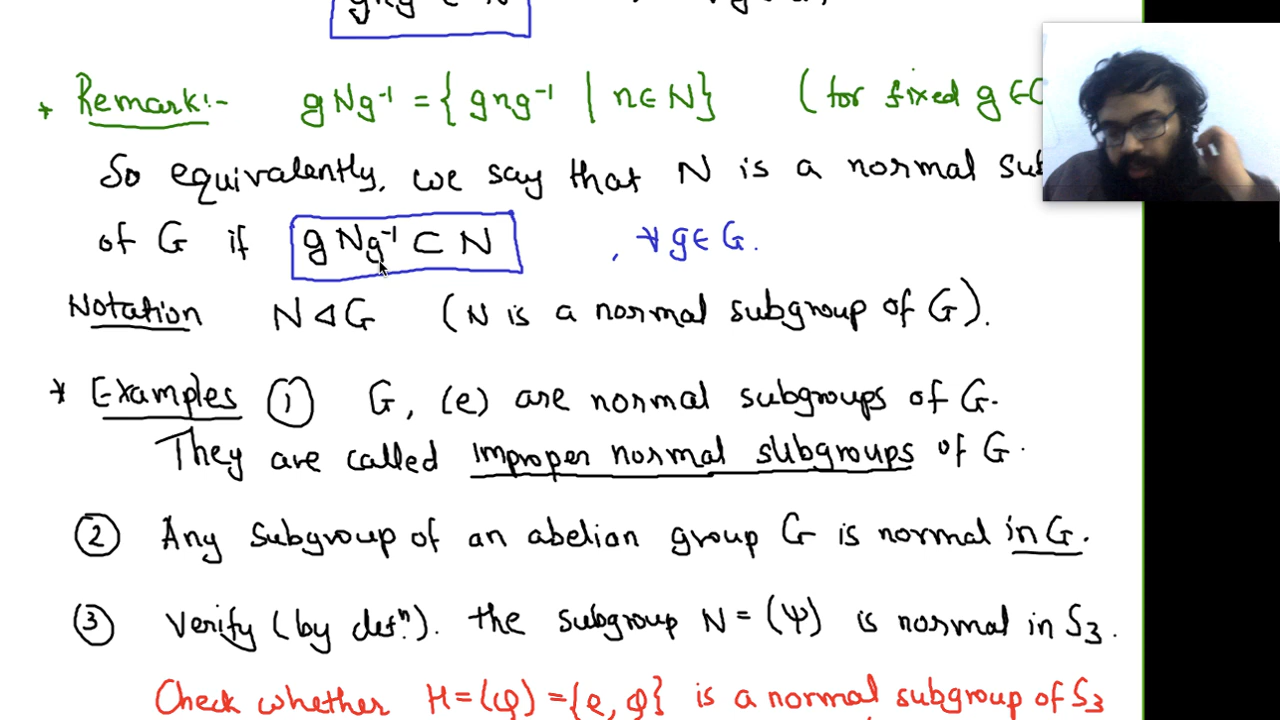 * Remark:- gNg⁻¹ = { gng⁻¹ | n∈N} (for fixed g ∈
So equivalently, we say that N is a normal sub
of G if gNg⁻¹ ⊂ N , ∀ g∈ G.
Notation N ⊲ G (N is a normal subgroup of G).
* Examples ① G, (e) are normal subgroups of G.
They are called improper normal subgroups of G.
② Any subgroup of an abelian group G is normal in G.
③ Verify (by defⁿ.). the subgroup N = (ψ) is normal in S₃.
Check whether H=(φ) ={e, φ} is a normal subgroup of S₃